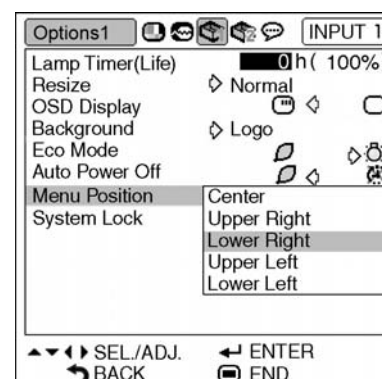 Options1 INPUT 1
Lamp Timer(Life) 0 h ( 100%
Resize Normal
OSD Display
Background Logo
Eco Mode
Auto Power Off
Menu Position Center
System Lock Upper Right
Lower Right
Upper Left
Lower Left
SEL./ADJ. ENTER
BACK END